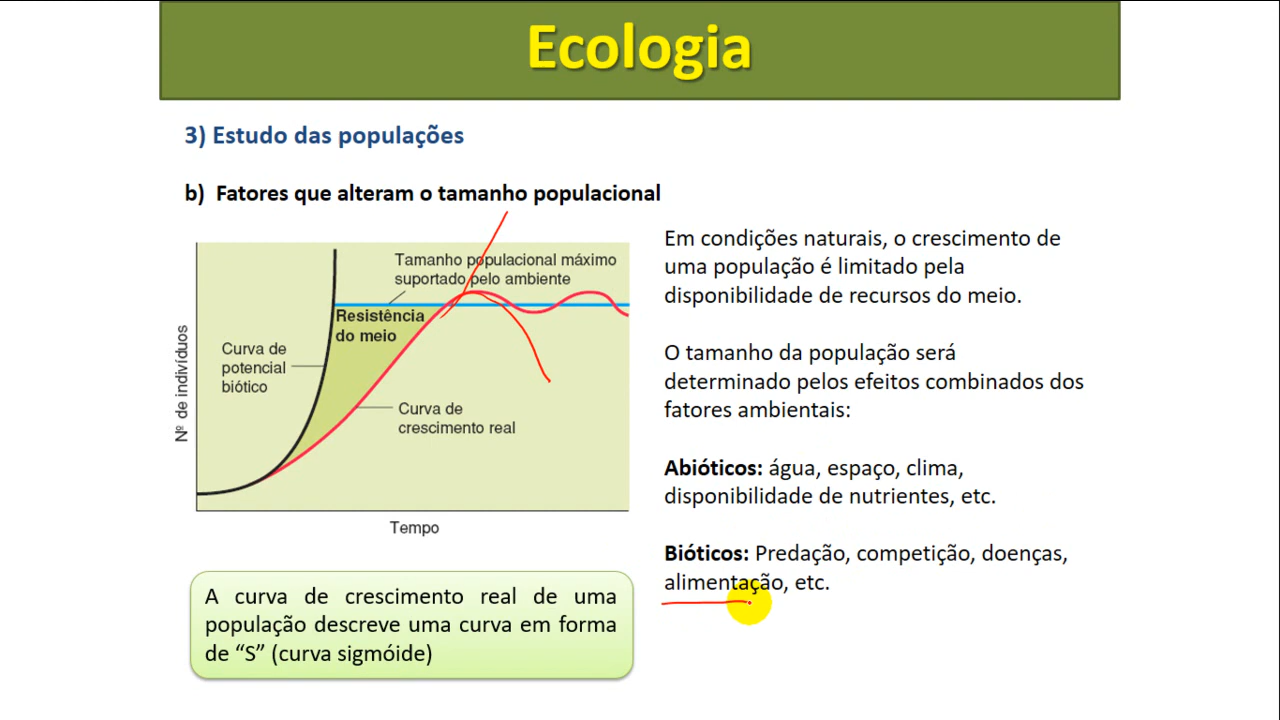 Ecologia
3) Estudo das populações
b) Fatores que alteram o tamanho populacional
Tamanho populacional máximo
suportado pelo ambiente
Resistência
do meio
Curva de
potencial
biótico
Curva de
crescimento real
Nº de indivíduos
Tempo
A curva de crescimento real de uma
população descreve uma curva em forma
de “S” (curva sigmóide)
Em condições naturais, o crescimento de
uma população é limitado pela
disponibilidade de recursos do meio.
O tamanho da população será
determinado pelos efeitos combinados dos
fatores ambientais:
Abióticos: água, espaço, clima,
disponibilidade de nutrientes, etc.
Bióticos: Predação, competição, doenças,
alimentação, etc.